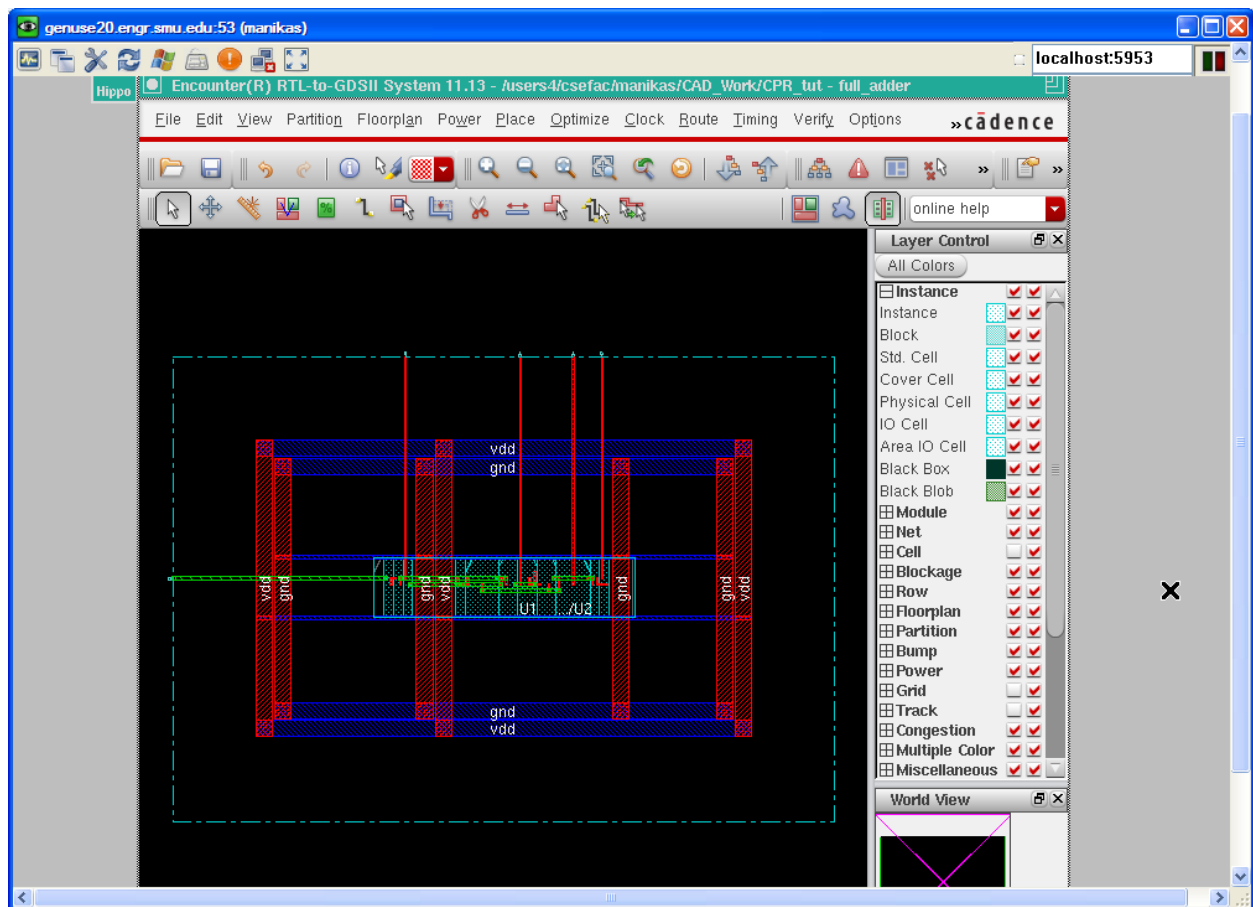 genuse20.engr.smu.edu:53 (manikas)
localhost:5953
Hippo
Encounter(R) RTL-to-GDSII System 11.13 - /users4/csefac/manikas/CAD_Work/CPR_tut - full_adder
File Edit View Partition Floorplan Power Place Optimize Clock Route Timing Verify Options » cādence
»
»
online help
Layer Control
All Colors
Instance
Instance
Block
Std. Cell
Cover Cell
Physical Cell
IO Cell
Area IO Cell
Black Box
Black Blob
Module
Net
Cell
Blockage
Row
Floorplan
Partition
Bump
Power
Grid
Track
Congestion
Multiple Color
Miscellaneous
World View
vdd
gnd
vdd
gnd
gnd
vdd
gnd
gnd
vdd
U1
.../U2
gnd
vdd